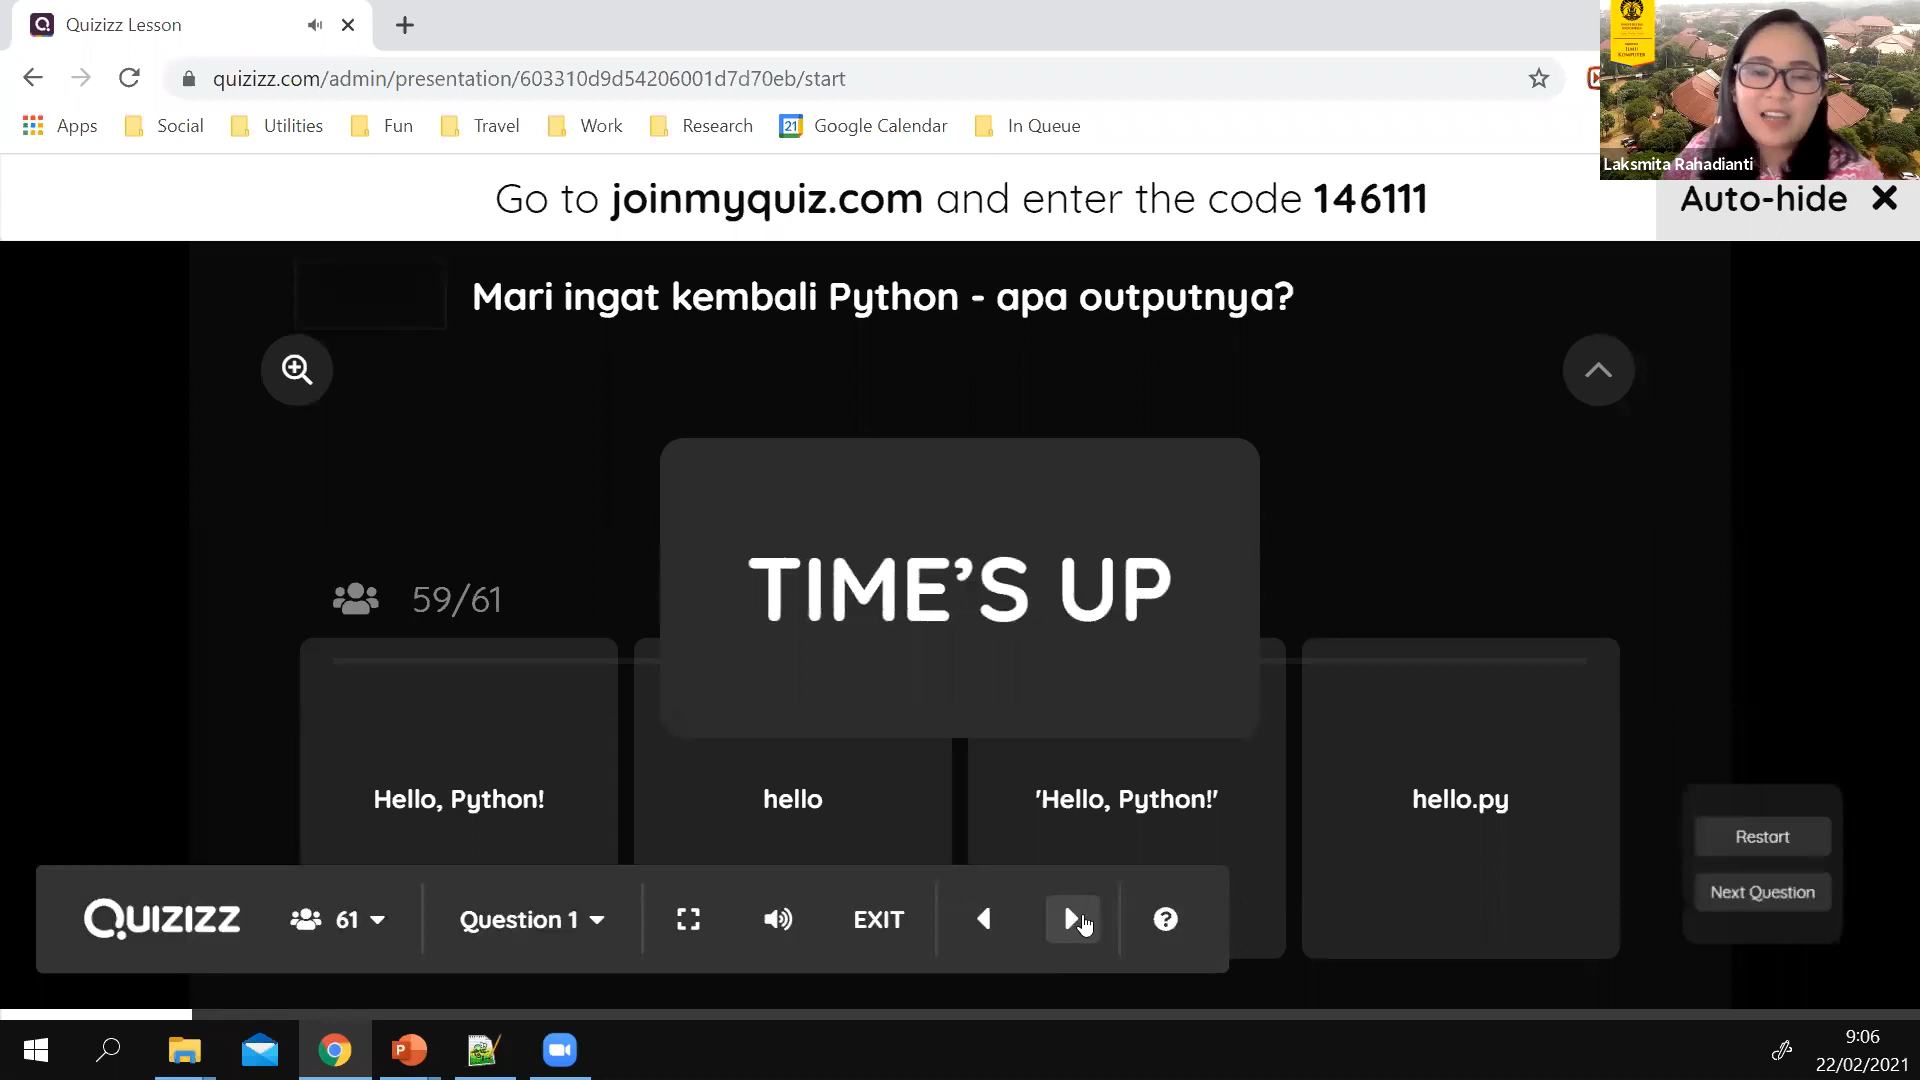 Quizizz Lesson
quizizz.com/admin/presentation/603310d9d54206001d7d70eb/start
Apps
Social
Utilities
Fun
Travel
Work
Research
21
Google Calendar
In Queue
Laksmita Rahadianti
Go to joinmyquiz.com and enter the code 146111
Auto-hide
Mari ingat kembali Python - apa outputnya?
TIME'S UP
59/61
Hello, Python!
hello
'Hello, Python!'
hello.py
Restart
Next Question
QUIZIZZ
61
Question 1
EXIT
9:06
22/02/2021